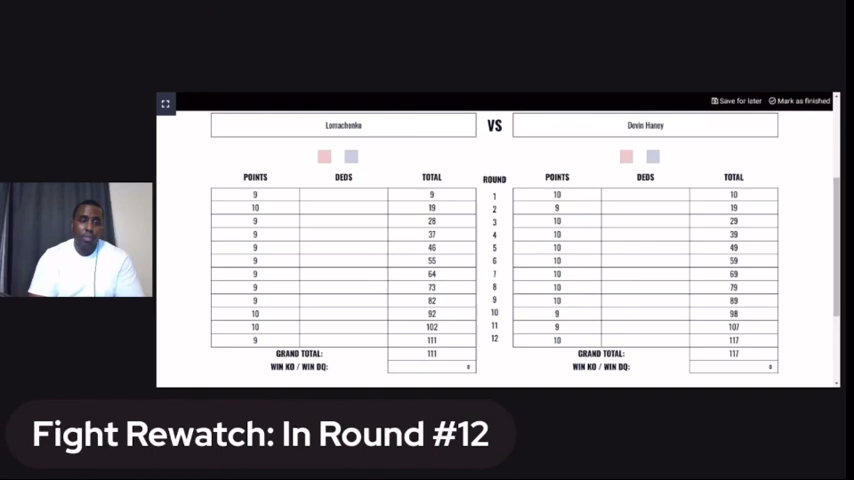 Save for later Mark as finished
Lomachenko VS Devin Haney
POINTS DEDS TOTAL ROUND POINTS DEDS TOTAL
9 9 1 10 10
10 19 2 9 19
9 28 3 10 29
9 37 4 10 39
9 46 5 10 49
9 55 6 10 59
9 64 7 10 69
9 73 8 10 79
9 82 9 10 89
10 92 10 9 98
10 102 11 9 107
9 111 12 10 117
GRAND TOTAL: 111 GRAND TOTAL: 117
WIN KO / WIN DQ: 0 WIN KO / WIN DQ: 0
Fight Rewatch: In Round #12